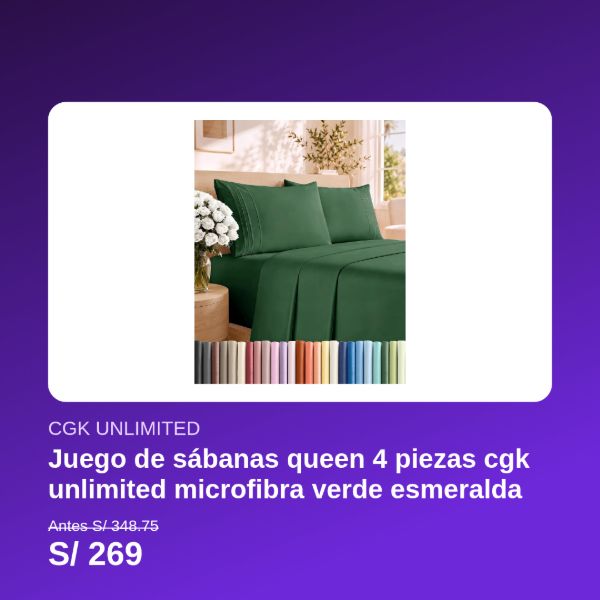 CGK UNLIMITED
Juego de sábanas queen 4 piezas cgk
unlimited microfibra verde esmeralda
Antes S/ 348.75
S/ 269